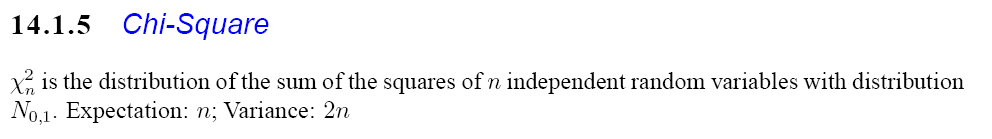 14.1.5 Chi-Square
χ²ₙ is the distribution of the sum of the squares of n independent random variables with distribution
N₀,₁. Expectation: n; Variance: 2n